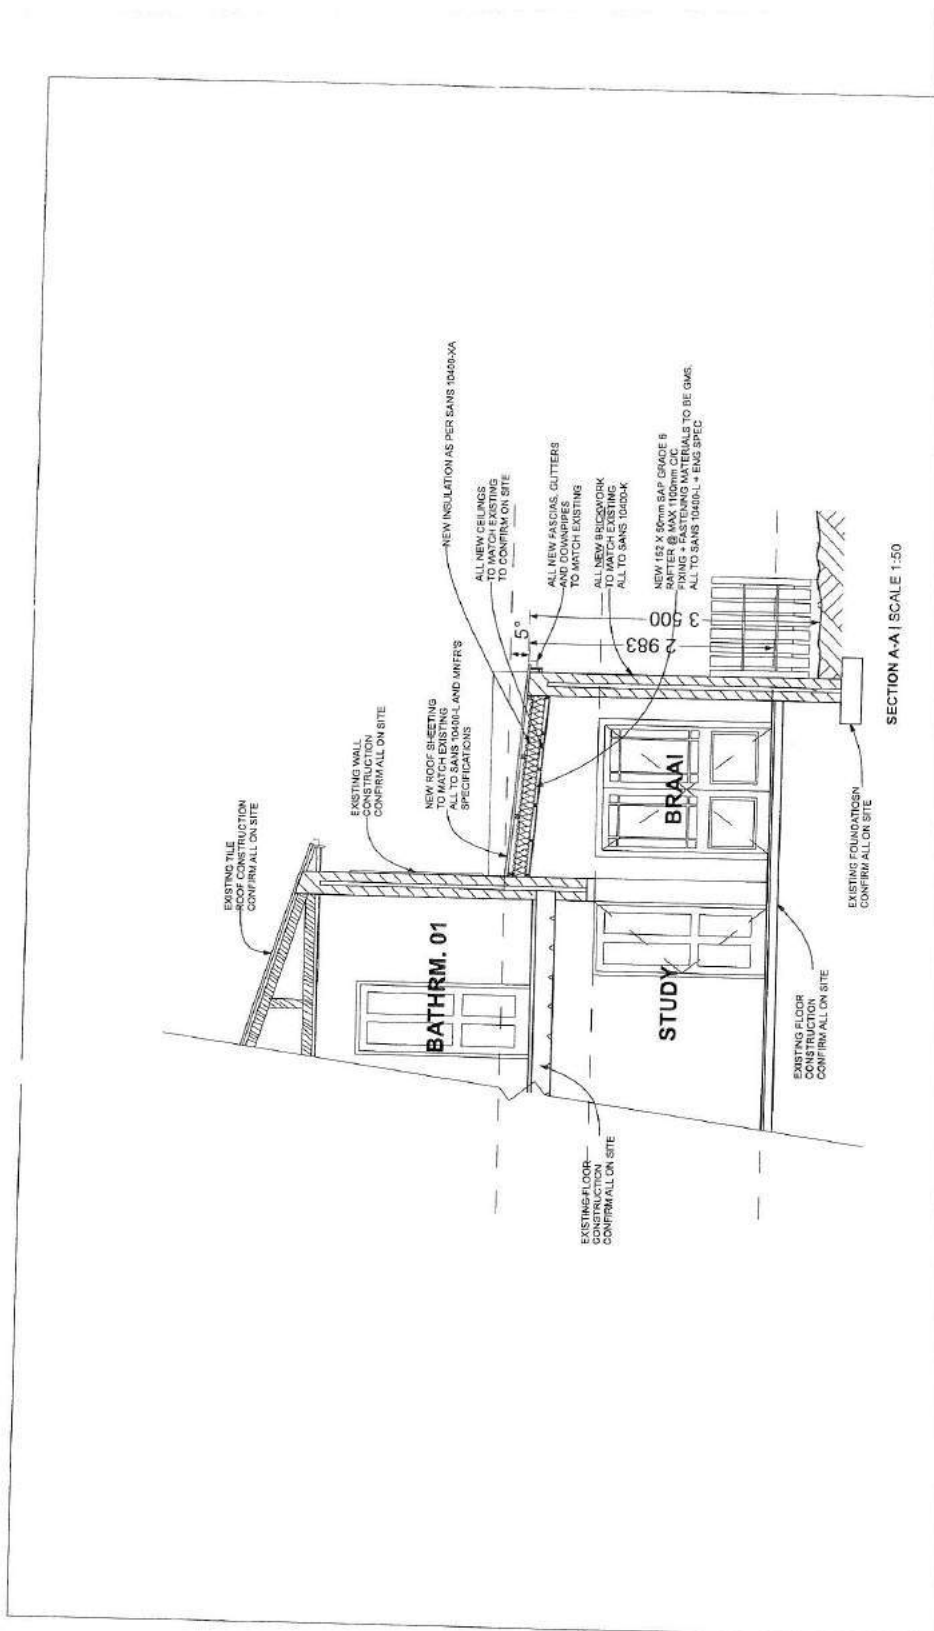 EXISTING TILE
ROOF CONSTRUCTION
CONFIRM ALL ON SITE
EXISTING WALL
CONSTRUCTION
CONFIRM ALL ON SITE
NEW ROOF SHEETING
TO MATCH EXISTING
ALL TO SANS 10400-L AND MNFR'S
SPECIFICATIONS
NEW INSULATION AS PER SANS 10400-XA
ALL NEW CEILINGS
TO MATCH EXISTING
TO CONFIRM ON SITE
5°
ALL NEW FASCIAS, GUTTERS
AND DOWNPIPES
TO MATCH EXISTING
ALL NEW BRICKWORK
TO MATCH EXISTING
ALL TO SANS 10400-K
NEW 152 X 50mm SAP GRADE 6
RAFTER @ MAX 1100mm C/C
FIXING + FASTENING MATERIALS TO BE GMS,
ALL TO SANS 10400-L + ENG SPEC
BATHRM. 01
STUDY
BRAAI
2 983
3 500
EXISTING FLOOR
CONSTRUCTION
CONFIRM ALL ON SITE
EXISTING FLOOR
CONSTRUCTION
CONFIRM ALL ON SITE
EXISTING FOUNDATIOSN
CONFIRM ALL ON SITE
SECTION A-A | SCALE 1:50